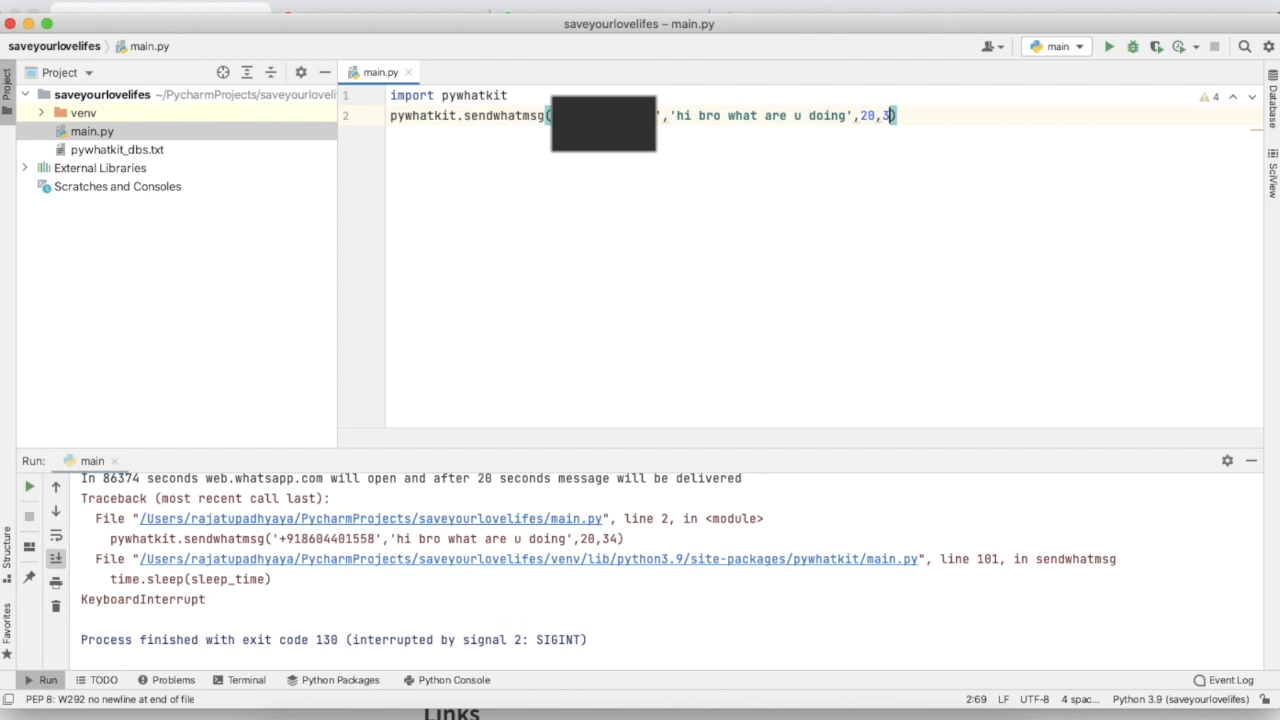 saveyourlovelifes – main.py
saveyourlovelifes main.py
main
Project
main.py
saveyourlovelifes ~/PycharmProjects/saveyourloveli
venv
main.py
pywhatkit_dbs.txt
External Libraries
Scratches and Consoles
1 import pywhatkit
2 pywhatkit.sendwhatmsg( ','hi bro what are u doing',20,3)
4
Project
Structure
Favorites
Database
SciView
Run: main
In 86374 seconds web.whatsapp.com will open and after 20 seconds message will be delivered
Traceback (most recent call last):
File "/Users/rajatupadhyaya/PycharmProjects/saveyourlovelifes/main.py", line 2, in <module>
pywhatkit.sendwhatmsg('+918604401558','hi bro what are u doing',20,34)
File "/Users/rajatupadhyaya/PycharmProjects/saveyourlovelifes/venv/lib/python3.9/site-packages/pywhatkit/main.py", line 101, in sendwhatmsg
time.sleep(sleep_time)
KeyboardInterrupt
Process finished with exit code 130 (interrupted by signal 2: SIGINT)
Run TODO Problems Terminal Python Packages Python Console Event Log
PEP 8: W292 no newline at end of file 2:69 LF UTF-8 4 spac... Python 3.9 (saveyourlovelifes)
Links